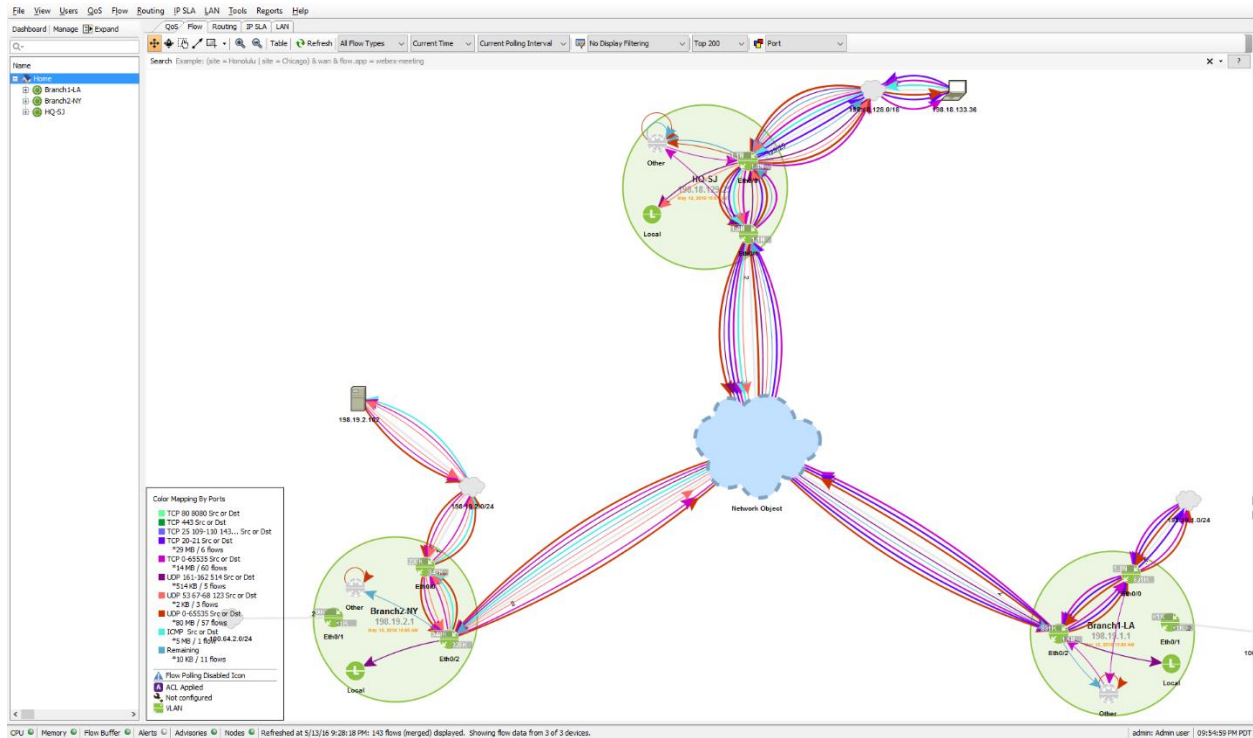 File View Users QoS Flow Routing IP SLA LAN Tools Reports Help
Dashboard Manage Expand
QoS Flow Routing IP SLA LAN
Table Refresh All Flow Types Current Time Current Polling Interval No Display Filtering Top 200 Port
Search Example: (site = Honolulu | site = Chicago) & wan & flow.app = webex-meeting
Name
Home
Branch1-LA
Branch2-NY
HQ-SJ
198.18.133.36
Other
HQ-SJ
Local
198.19.2.102
Network Object
Color Mapping By Ports
TCP 80 8080 Src or Dst
TCP 443 Src or Dst
TCP 25 109-110 143... Src or Dst
TCP 20-21 Src or Dst
*29 MB / 6 flows
TCP 0-65535 Src or Dst
*14 MB / 60 flows
UDP 161-162 514 Src or Dst
*514 KB / 5 flows
UDP 53 67-68 123 Src or Dst
*2 KB / 3 flows
UDP 0-65535 Src or Dst
*80 MB / 57 flows
ICMP Src or Dst
Remaining
*10 KB / 11 flows
Flow Polling Disabled Icon
A ACL Applied
Not configured
VLAN
100.64.2.0/24
Eth0/1
Other
Branch2-NY
198.19.2.1
Eth0/2
L
Local
Branch1-LA
198.19.1.1
Eth0/0
Eth0/2
Eth0/1
L
Local
Other
CPU Memory Flow Buffer Alerts Advisories Nodes Refreshed at 5/13/16 9:28:18 PM: 143 flows (merged) displayed. Showing flow data from 3 of 3 devices.
admin: Admin user 09:54:59 PM PDT